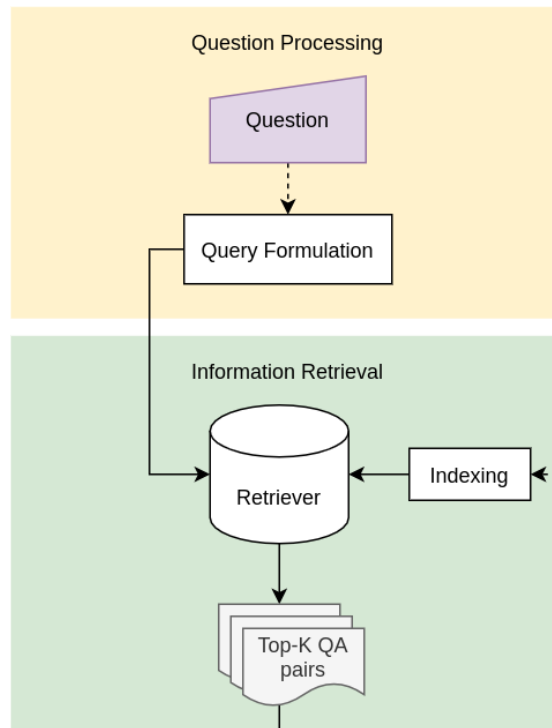 Question Processing
Question
Query Formulation
Information Retrieval
Retriever
Indexing
Top-K QA
pairs